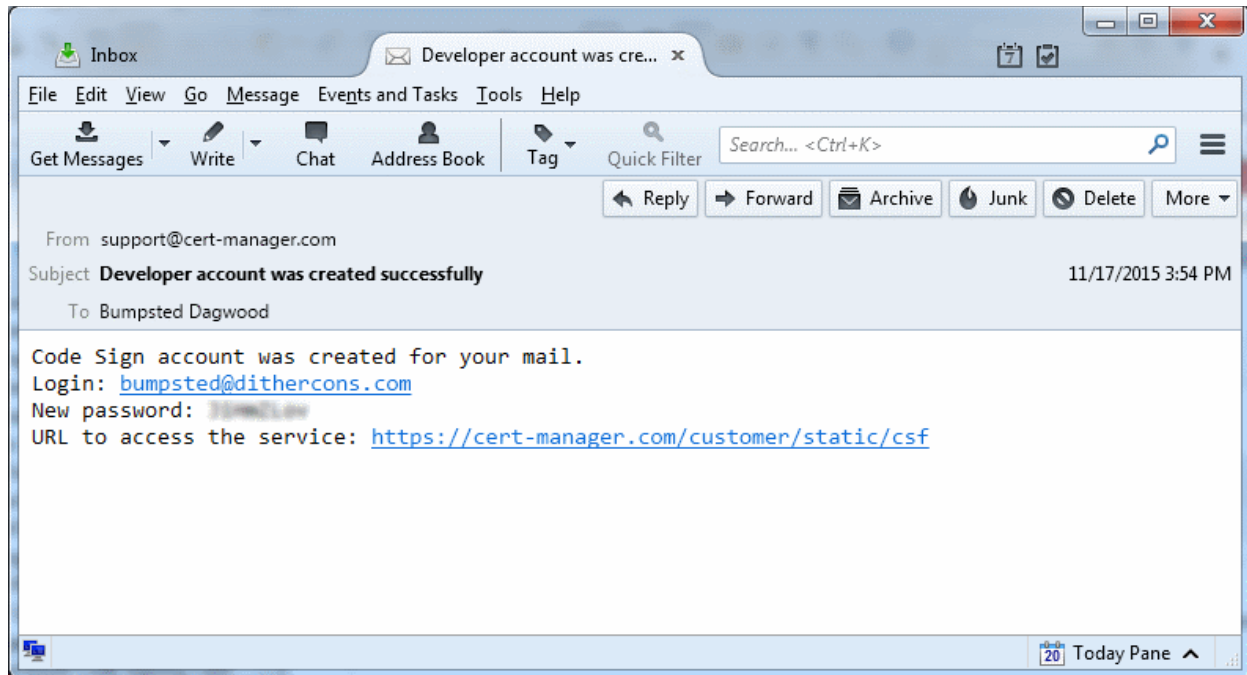 Inbox
Developer account was cre... x
7
File Edit View Go Message Events and Tasks Tools Help
Get Messages Write Chat Address Book Tag Quick Filter Search... <Ctrl+K>
Reply Forward Archive Junk Delete More
From support@cert-manager.com
Subject Developer account was created successfully 11/17/2015 3:54 PM
To Bumpsted Dagwood
Code Sign account was created for your mail.
Login: bumpsted@dithercons.com
New password:
URL to access the service: https://cert-manager.com/customer/static/csf
20 Today Pane